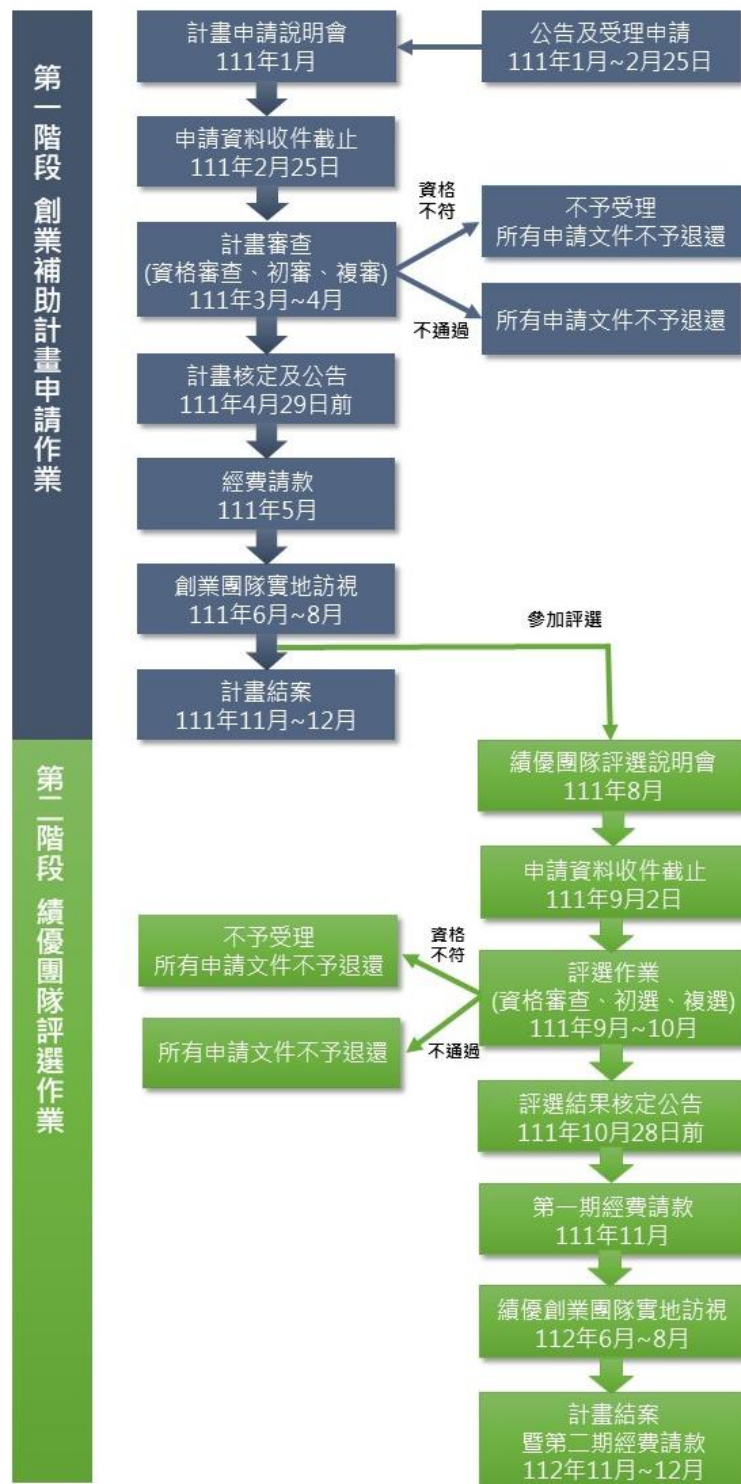 第一階段 創業補助計畫申請作業
計畫申請說明會
111年1月
公告及受理申請
111年1月~2月25日
申請資料收件截止
111年2月25日
資格
不符
不予受理
所有申請文件不予退還
計畫審查
(資格審查、初審、複審)
111年3月~4月
不通過
所有申請文件不予退還
計畫核定及公告
111年4月29日前
經費請款
111年5月
創業團隊實地訪視
111年6月~8月
參加評選
計畫結案
111年11月~12月
第二階段 績優團隊評選作業
績優團隊評選說明會
111年8月
申請資料收件截止
111年9月2日
資格
不符
不予受理
所有申請文件不予退還
評選作業
(資格審查、初選、複選)
111年9月~10月
不通過
所有申請文件不予退還
評選結果核定公告
111年10月28日前
第一期經費請款
111年11月
績優創業團隊實地訪視
112年6月~8月
計畫結案
暨第二期經費請款
112年11月~12月